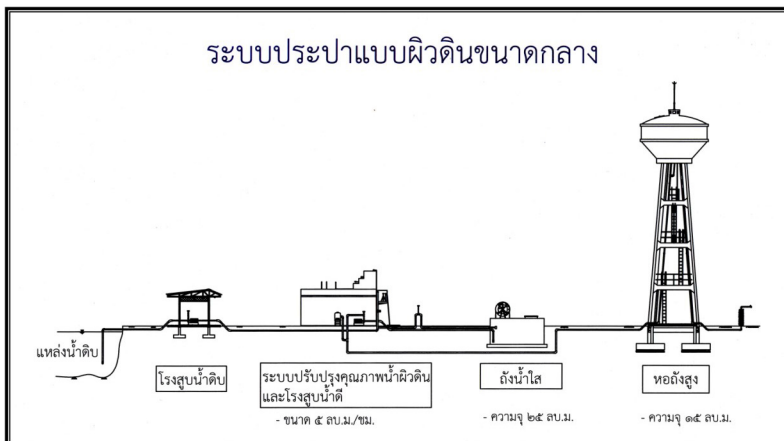 ระบบประปาแบบผิวดินขนาดกลาง
แหล่งน้ำดิบ
โรงสูบน้ำดิบ
ระบบปรับปรุงคุณภาพน้ำผิวดิน
และโรงสูบน้ำดี
- ขนาด ๕ ลบ.ม./ชม.
ถังน้ำใส
- ความจุ ๒๕ ลบ.ม.
หอถังสูง
- ความจุ ๑๕ ลบ.ม.